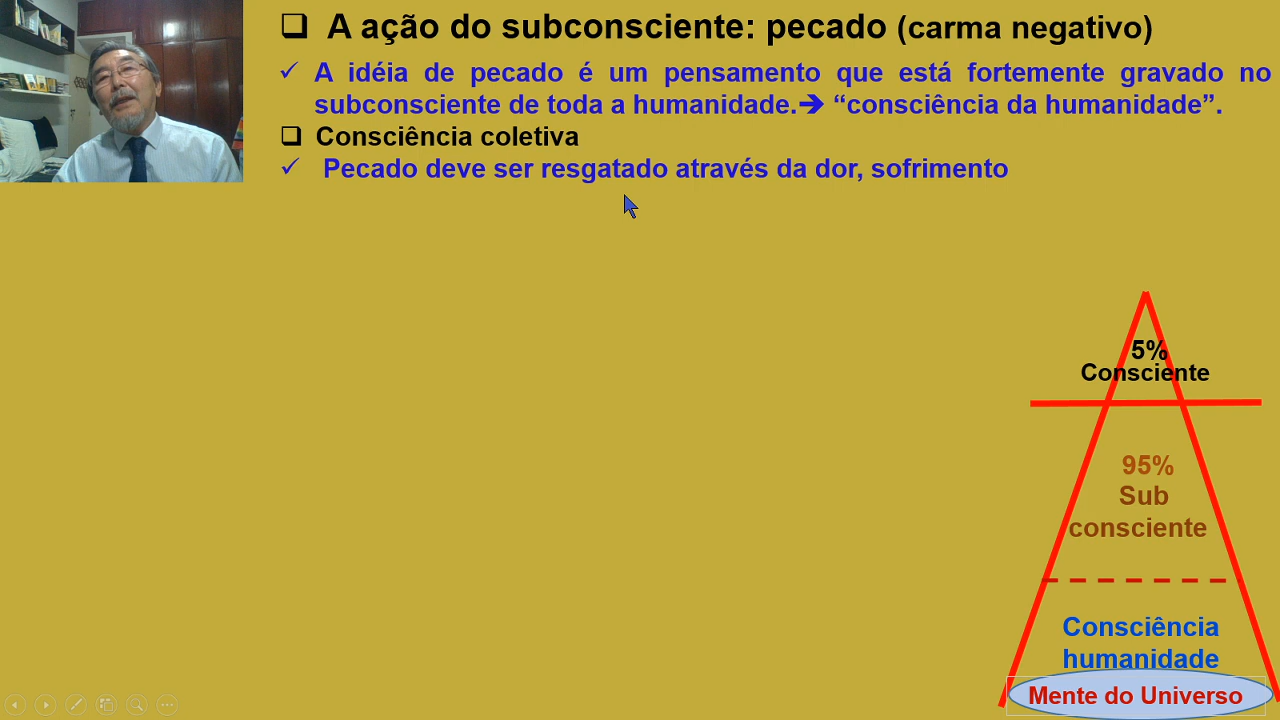 A ação do subconsciente: pecado (carma negativo)
A idéia de pecado é um pensamento que está fortemente gravado no
subconsciente de toda a humanidade.➔ “consciência da humanidade”.
Consciência coletiva
Pecado deve ser resgatado através da dor, sofrimento
5%
Consciente
95%
Sub
consciente
Consciência
humanidade
Mente do Universo